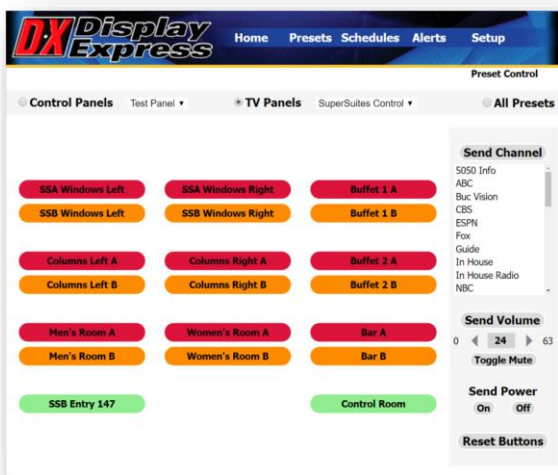 DX Display Express
Home Presets Schedules Alerts Setup
Preset Control
Control Panels Test Panel TV Panels SuperSuites Control All Presets
SSA Windows Left SSA Windows Right Buffet 1 A
SSB Windows Left SSB Windows Right Buffet 1 B
Columns Left A Columns Right A Buffet 2 A
Columns Left B Columns Right B Buffet 2 B
Men's Room A Women's Room A Bar A
Men's Room B Women's Room B Bar B
SSB Entry 147 Control Room
Send Channel
5050 Info
ABC
Buc Vision
CBS
ESPN
Fox
Guide
In House
In House Radio
NBC
Send Volume
0 24 63
Toggle Mute
Send Power
On Off
Reset Buttons